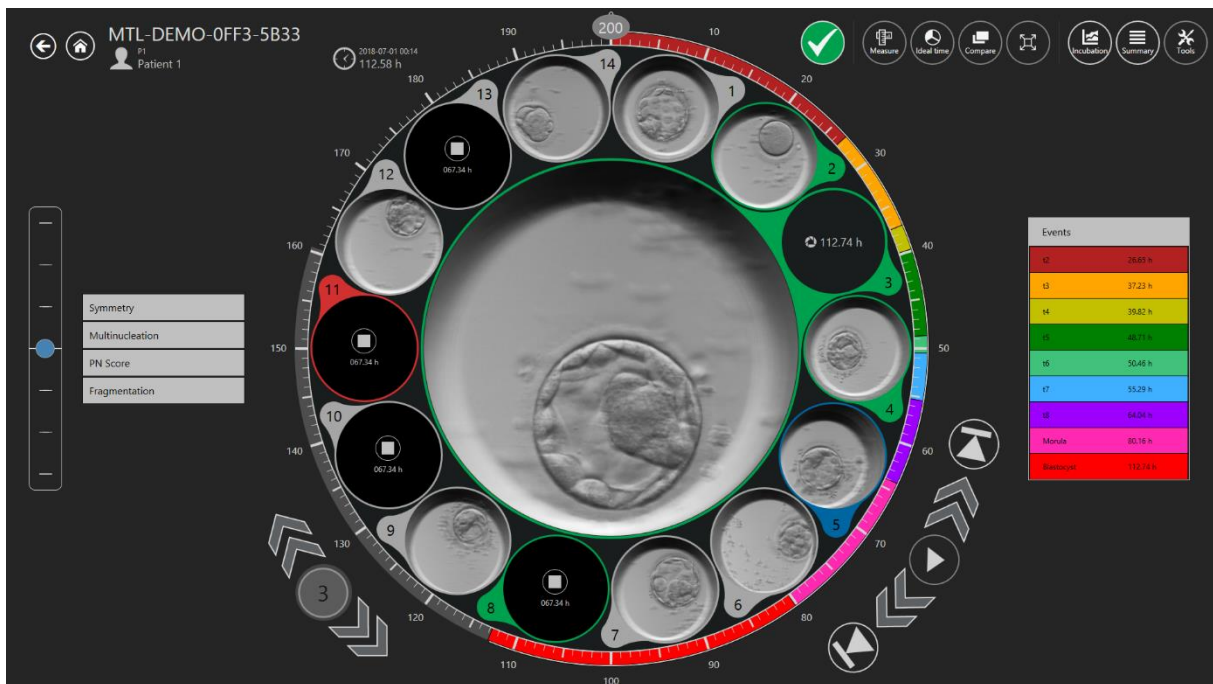 MTL-DEMO-0FF3-5B33
P1
Patient 1
2018-07-01 00:14
112.58 h
Measure
Ideal time
Compare
Incubation
Summary
Tools
200
10
20
30
40
50
60
70
80
90
100
110
120
130
140
150
160
170
180
190
1
2
3
112.74 h
4
5
6
7
8
067.34 h
9
10
067.34 h
11
067.34 h
12
13
067.34 h
14
Symmetry
Multinucleation
PN Score
Fragmentation
3
Events
t2 26.65 h
t3 37.23 h
t4 39.82 h
t5 48.71 h
t6 50.46 h
t7 55.29 h
t8 64.04 h
Morula 80.16 h
Blastocyst 112.74 h